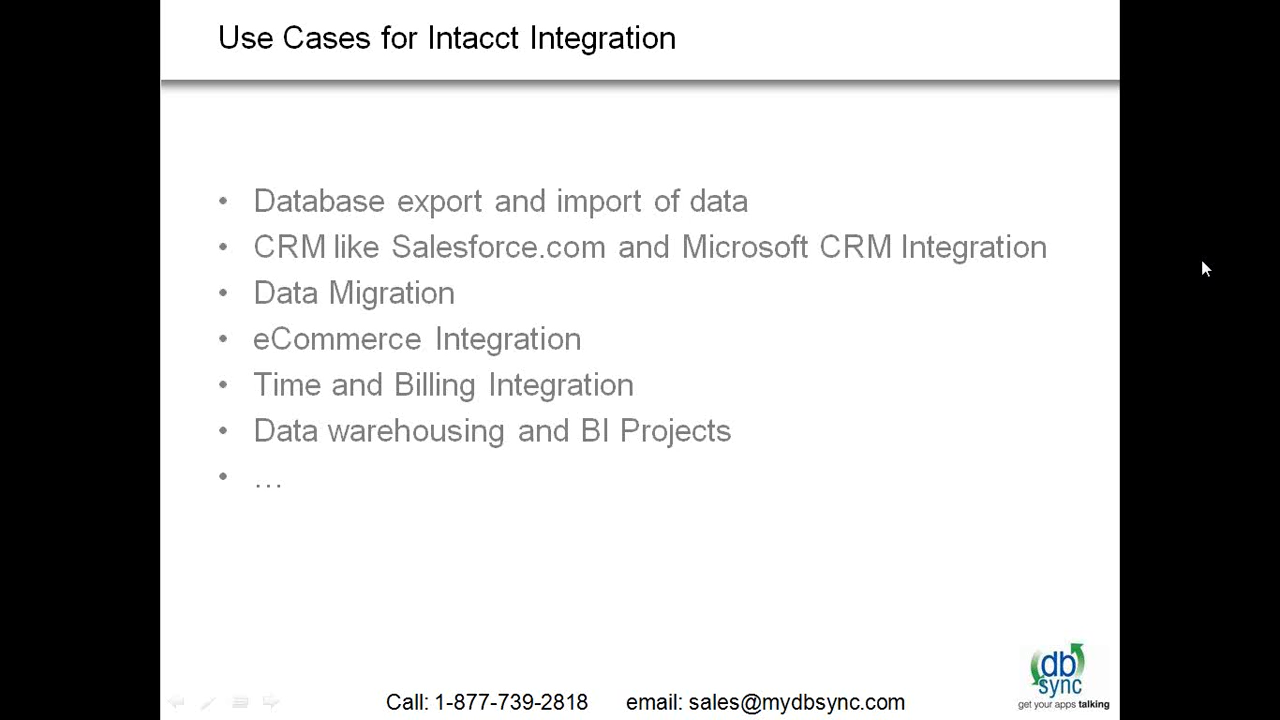 Use Cases for Intacct Integration
• Database export and import of data
• CRM like Salesforce.com and Microsoft CRM Integration
• Data Migration
• eCommerce Integration
• Time and Billing Integration
• Data warehousing and BI Projects
• …
db
sync
get your apps talking
Call: 1-877-739-2818 email: sales@mydbsync.com